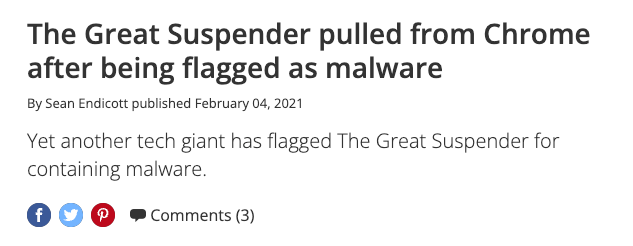 The Great Suspender pulled from Chrome
after being flagged as malware
By Sean Endicott published February 04, 2021
Yet another tech giant has flagged The Great Suspender for
containing malware.
Comments (3)